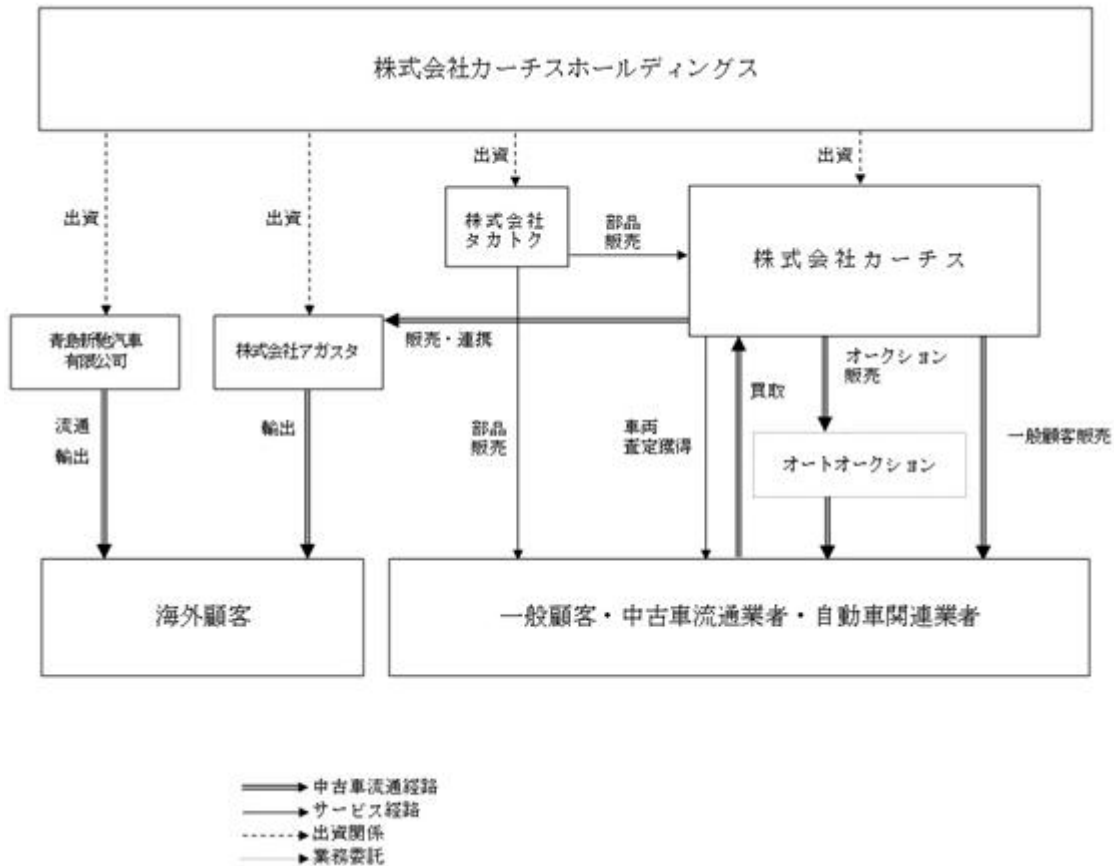 株式会社カーチスホールディングス
出資
出資
出資
出資
株式会社
タカトク
部品
販売
株式会社カーチス
青島新馳汽車
有限公司
株式会社アガスタ
販売・連携
流通
輸出
輸出
部品
販売
車両
査定獲得
買取
オークション
販売
オートオークション
一般顧客販売
海外顧客
一般顧客・中古車流通業者・自動車関連業者
中古車流通経路
サービス経路
出資関係
業務委託